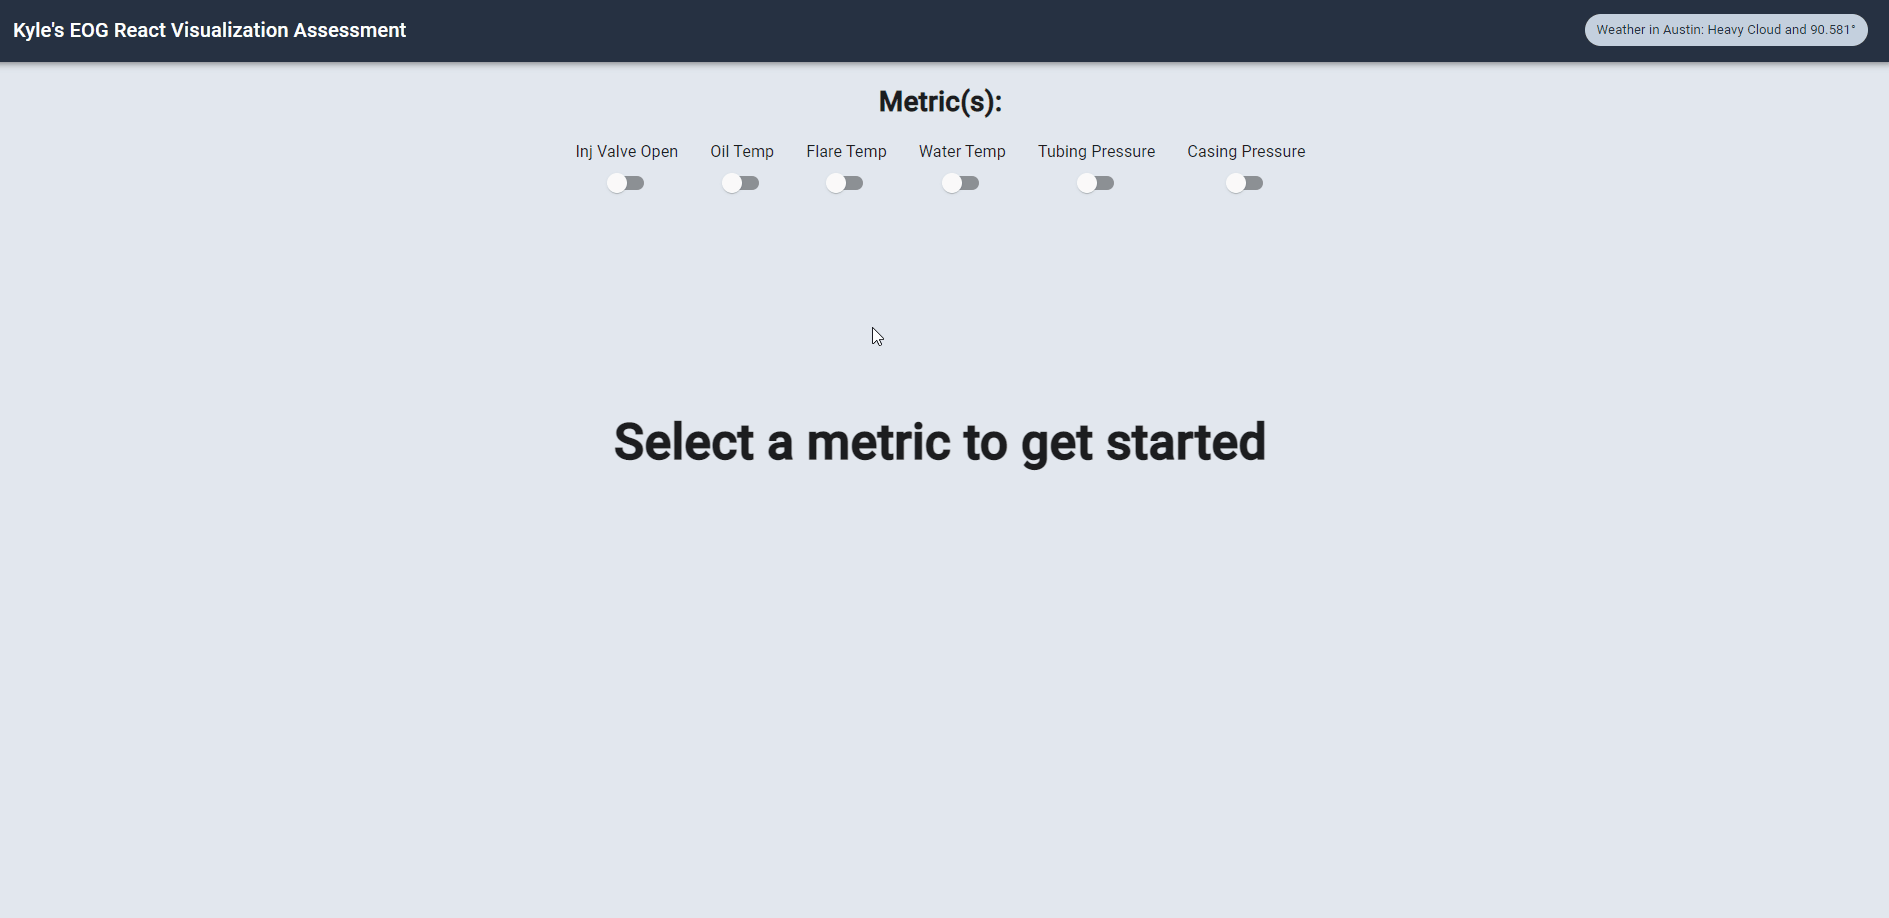 Kyle's EOG React Visualization Assessment
Weather in Austin: Heavy Cloud and 90.581°
Metric(s):
Inj Valve Open Oil Temp Flare Temp Water Temp Tubing Pressure Casing Pressure
Select a metric to get started